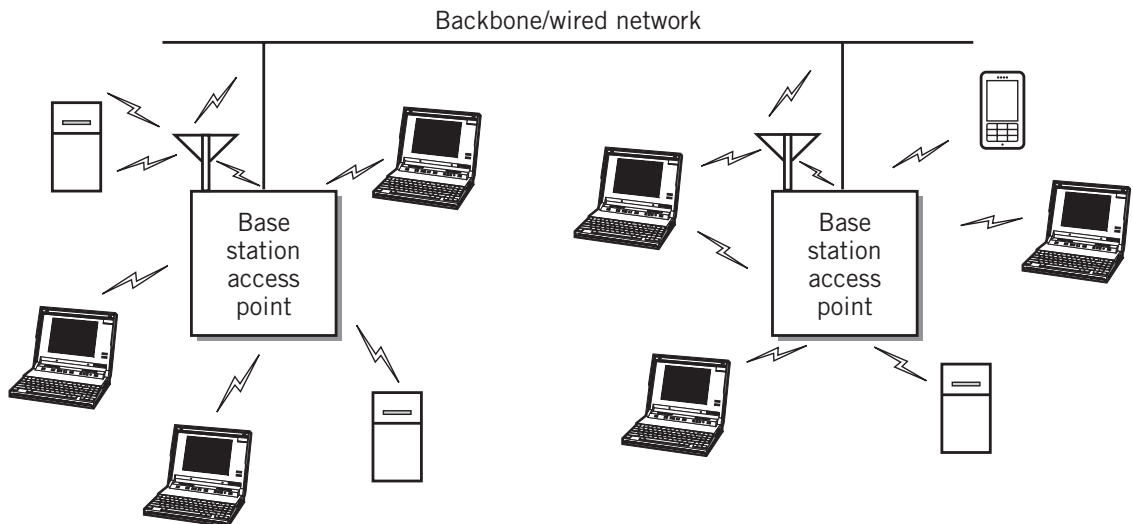 Backbone/wired network
Base
station
access
point
Base
station
access
point